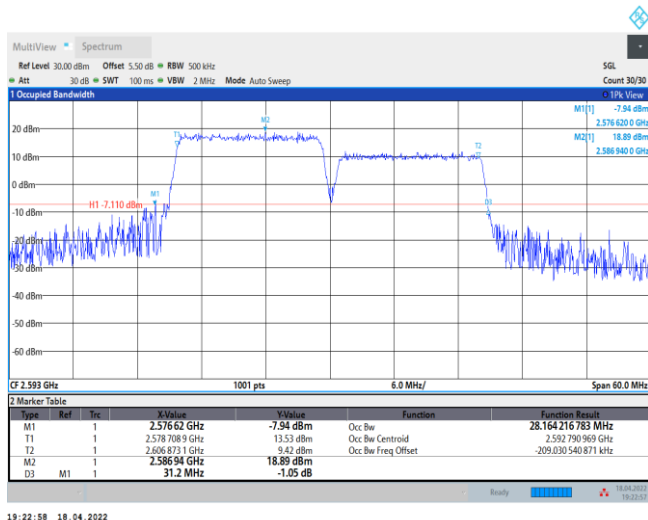 MultiView Spectrum
Ref Level 30.00 dBm Offset 5.50 dB RBW 500 kHz SGL
Att 30 dB SWT 100 ms VBW 2 MHz Mode Auto Sweep Count 30/30
1 Occupied Bandwidth 1Pk View
M1[1] -7.94 dBm
2.576 620 0 GHz
M2[1] 18.89 dBm
2.586 940 0 GHz
M2
T1
20 dBm
T2
10 dBm
0 dBm
M1
D3
H1 -7.110 dBm
-10 dBm
-20 dBm
-30 dBm
-40 dBm
-50 dBm
-60 dBm
CF 2.593 GHz 1001 pts 6.0 MHz/ Span 60.0 MHz
2 Marker Table
Type Ref Trc X-Value Y-Value Function Function Result
M1 1 2.576 62 GHz -7.94 dBm Occ Bw 28.164 216 783 MHz
T1 1 2.578 708 9 GHz 13.53 dBm Occ Bw Centroid 2.592 790 969 GHz
T2 1 2.606 873 1 GHz 9.42 dBm Occ Bw Freq Offset -209.030 540 871 kHz
M2 1 2.586 94 GHz 18.89 dBm
D3 M1 1 31.2 MHz -1.05 dB
Ready 18.04.2022
19:22:57
19:22:58 18.04.2022